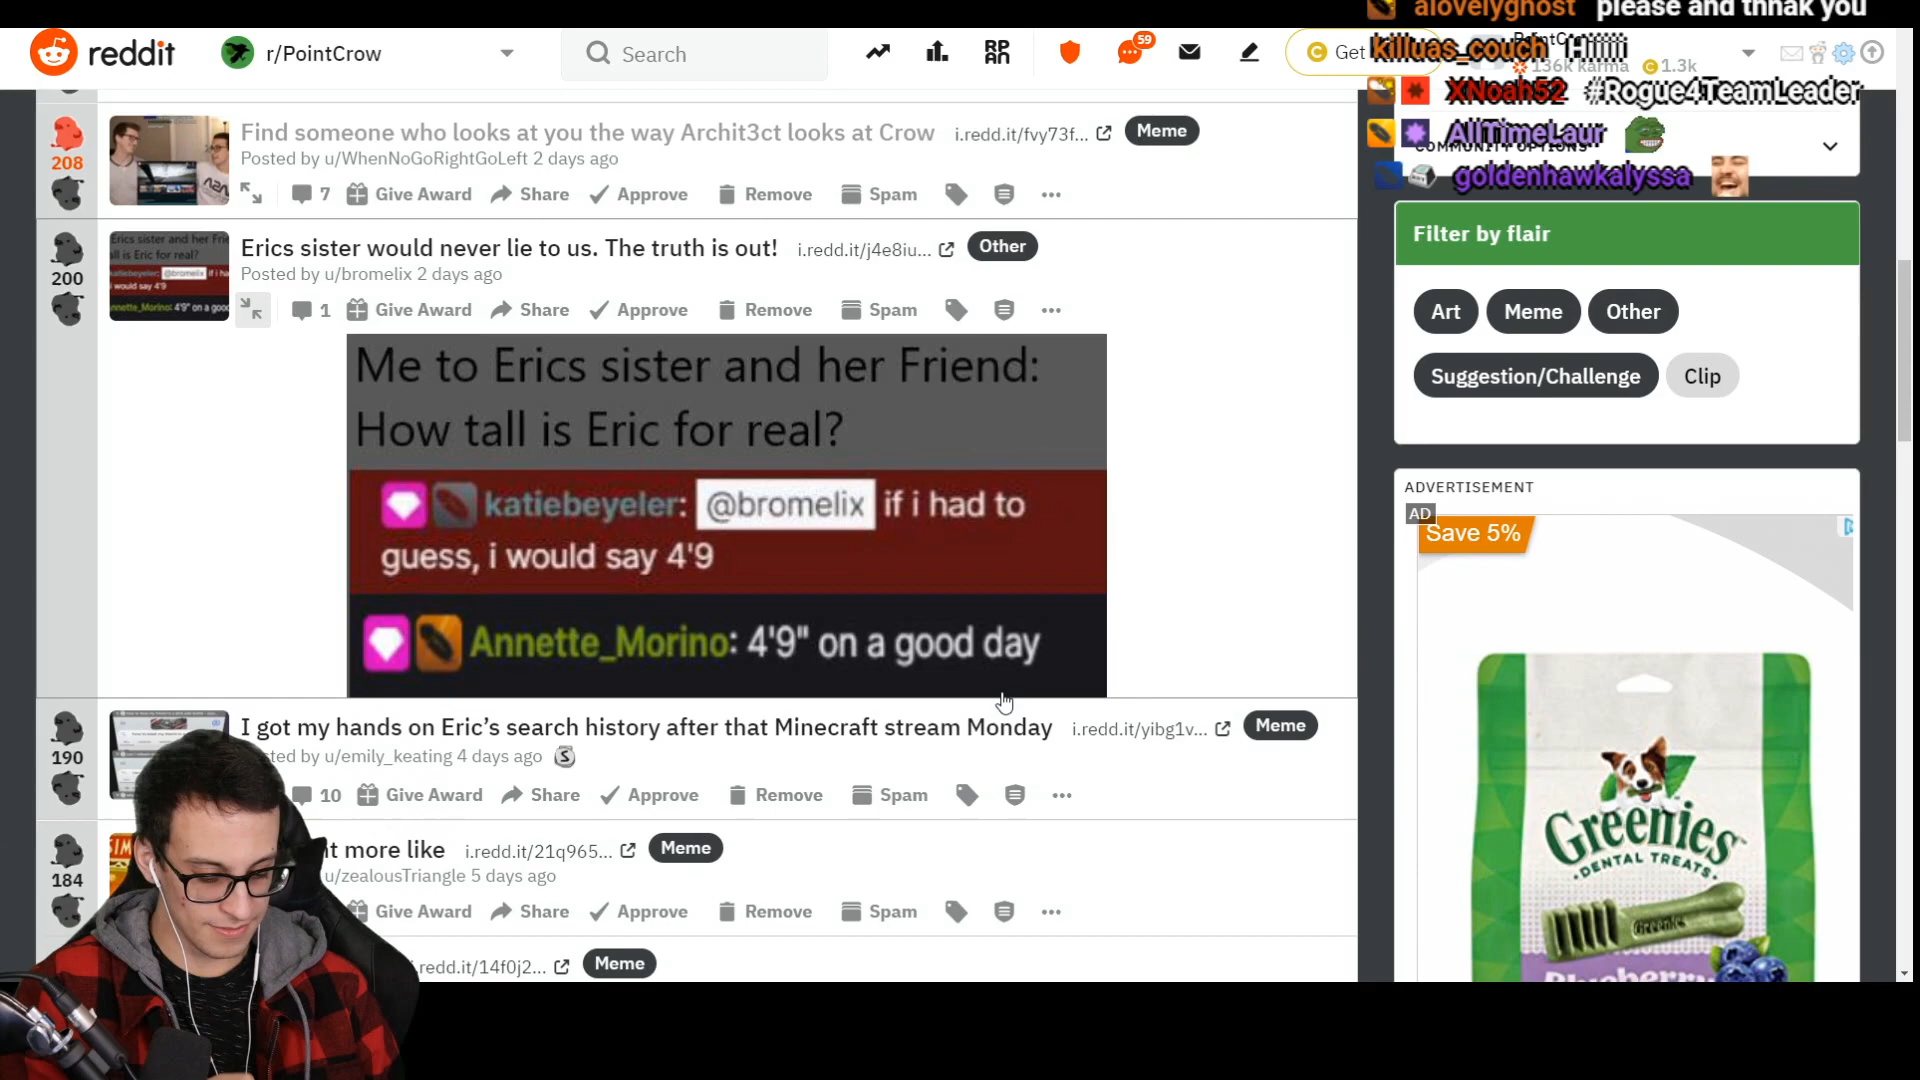 alovelyghost please and thnak you
reddit
r/PointCrow
Search
59
Get
killuas_couch Hiiiii
136k karma 1.3k
XNoah52 #Rogue4TeamLeader
AllTimeLaur
COMMUNITY OPTIONS
goldenhawkalyssa
208
Find someone who looks at you the way Archit3ct looks at Crow i.redd.it/fvy73f... Meme
Posted by u/WhenNoGoRightGoLeft 2 days ago
7 Give Award Share Approve Remove Spam
200
Erics sister would never lie to us. The truth is out! i.redd.it/j4e8iu... Other
Posted by u/bromelix 2 days ago
1 Give Award Share Approve Remove Spam
Me to Erics sister and her Friend:
How tall is Eric for real?
katiebeyeler: @bromelix if i had to
guess, i would say 4'9
Annette_Morino: 4'9" on a good day
190
I got my hands on Eric’s search history after that Minecraft stream Monday i.redd.it/yibg1v... Meme
ted by u/emily_keating 4 days ago
10 Give Award Share Approve Remove Spam
184
t more like i.redd.it/21q965... Meme
u/zealousTriangle 5 days ago
Give Award Share Approve Remove Spam
.redd.it/14f0j2... Meme
Filter by flair
Art Meme Other
Suggestion/Challenge Clip
ADVERTISEMENT
AD
Save 5%
Greenies
DENTAL TREATS
Greenies
Blueberry